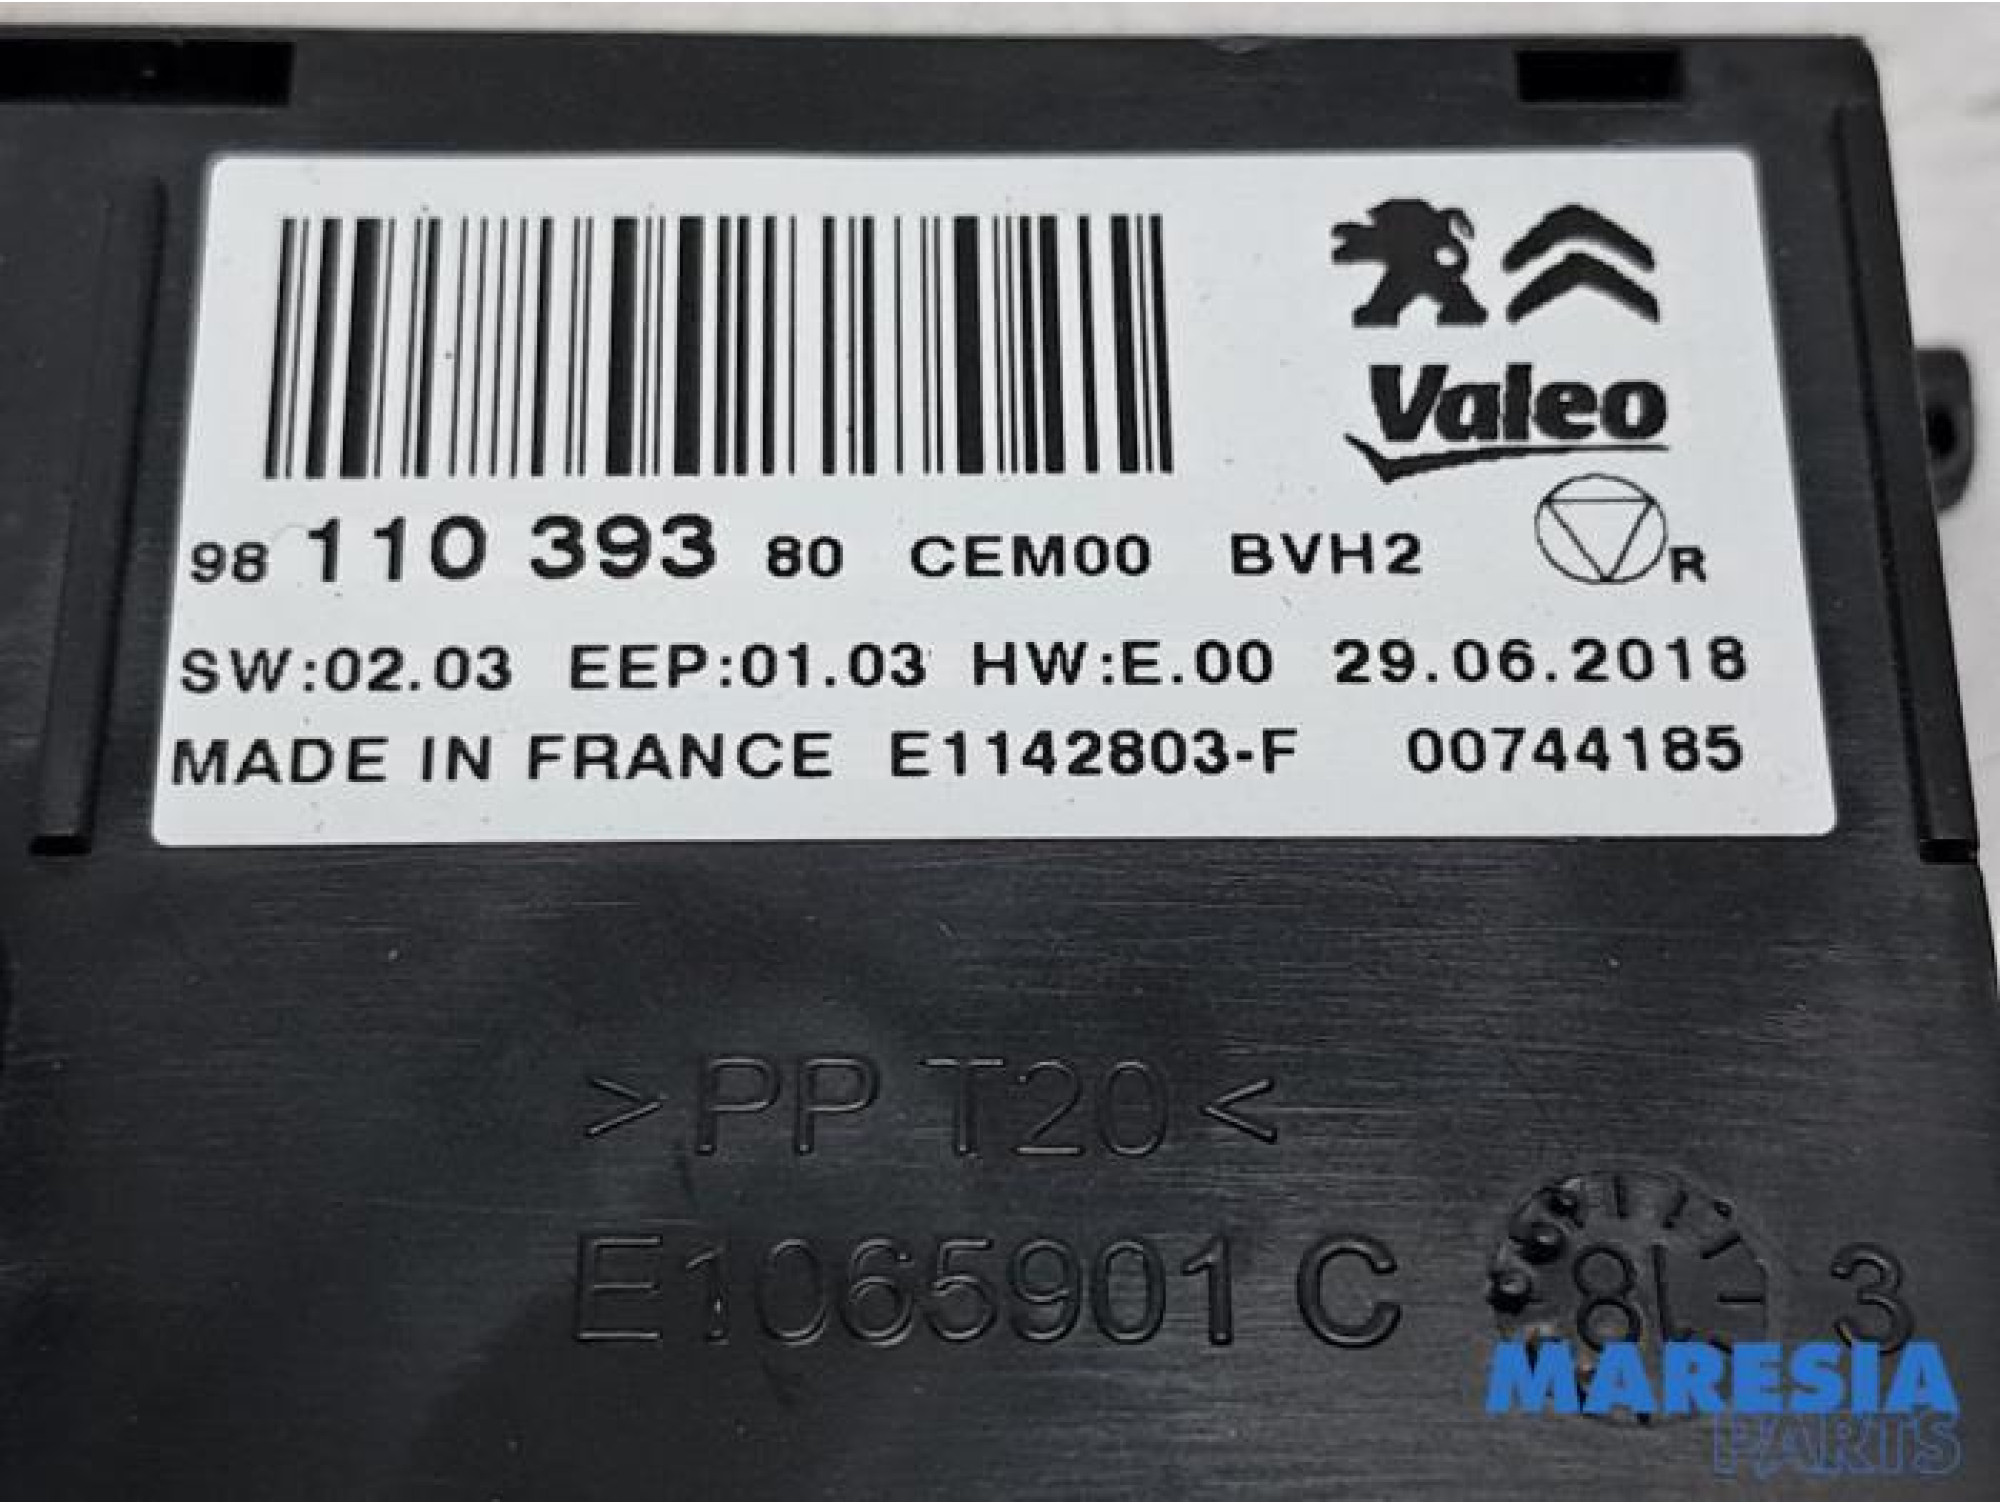 Valeo
98 110 393 80 CEM00 BVH2 R
SW:02.03 EEP:01.03 HW:E.00 29.06.2018
MADE IN FRANCE E1142803-F 00744185
>PP T20<
E1065901 C 18 3
MARESIA
PARTS